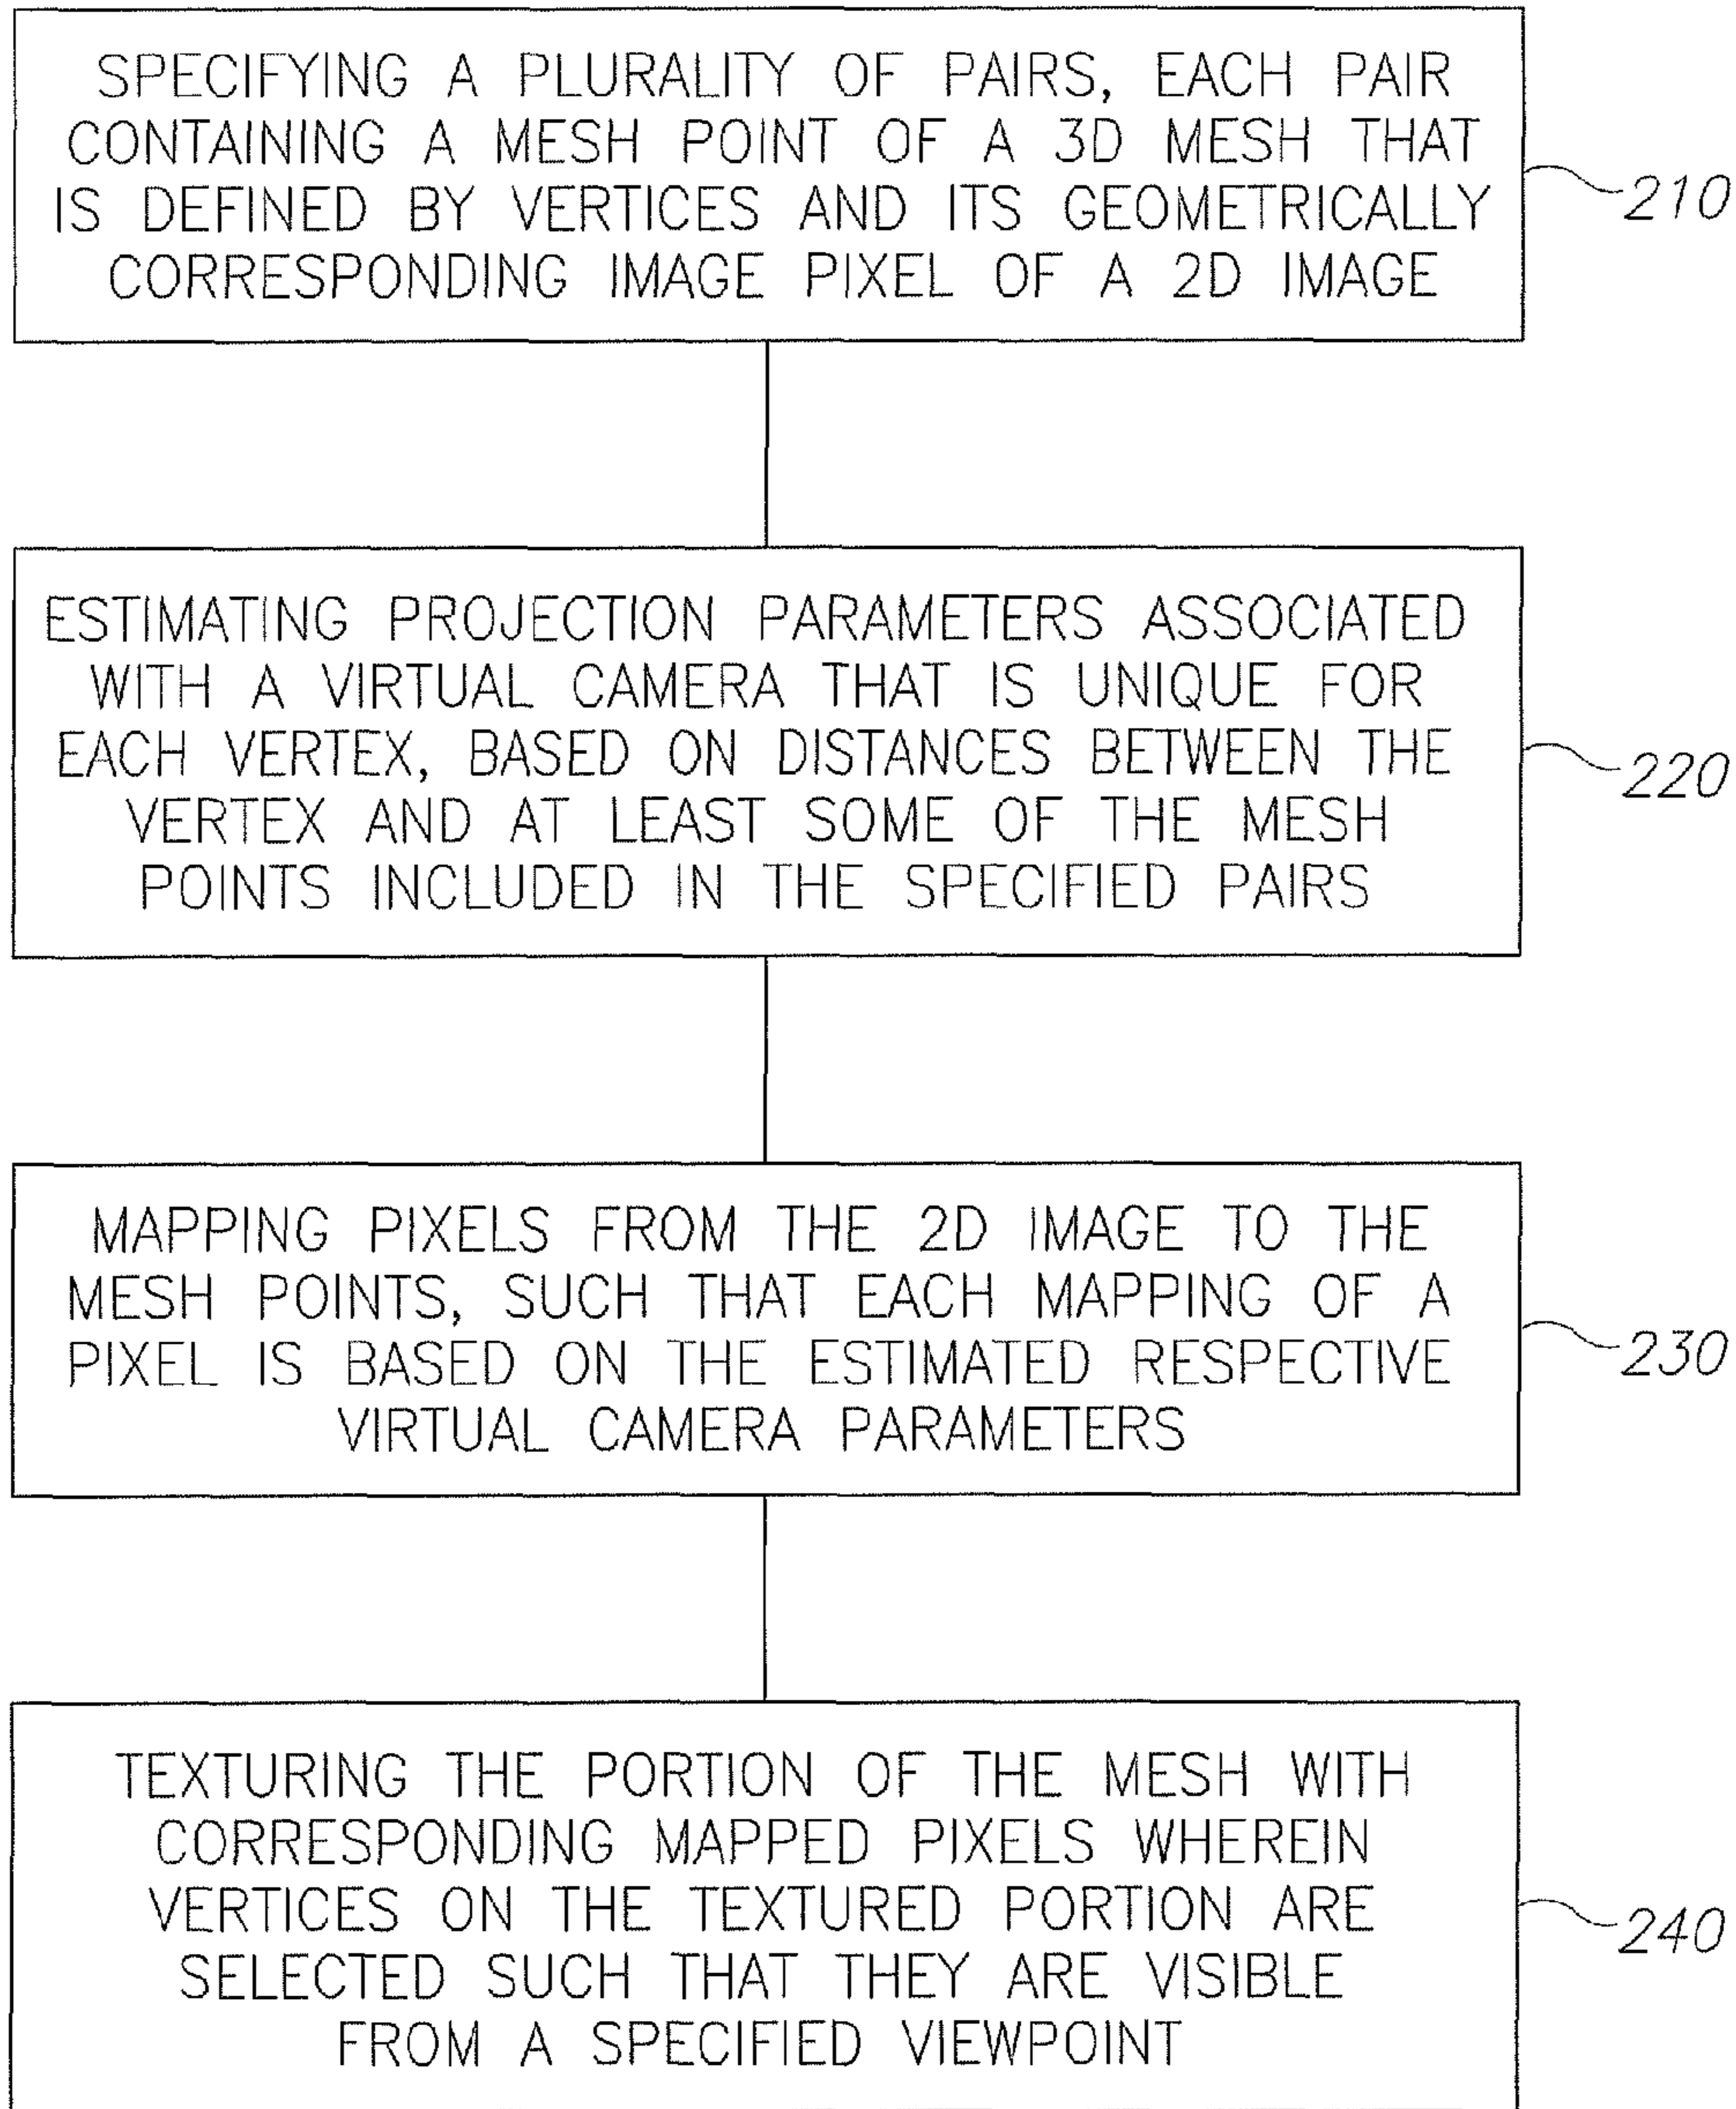 SPECIFYING A PLURALITY OF PAIRS, EACH PAIR
CONTAINING A MESH POINT OF A 3D MESH THAT
IS DEFINED BY VERTICES AND ITS GEOMETRICALLY
CORRESPONDING IMAGE PIXEL OF A 2D IMAGE
210
ESTIMATING PROJECTION PARAMETERS ASSOCIATED
WITH A VIRTUAL CAMERA THAT IS UNIQUE FOR
EACH VERTEX, BASED ON DISTANCES BETWEEN THE
VERTEX AND AT LEAST SOME OF THE MESH
POINTS INCLUDED IN THE SPECIFIED PAIRS
220
MAPPING PIXELS FROM THE 2D IMAGE TO THE
MESH POINTS, SUCH THAT EACH MAPPING OF A
PIXEL IS BASED ON THE ESTIMATED RESPECTIVE
VIRTUAL CAMERA PARAMETERS
230
TEXTURING THE PORTION OF THE MESH WITH
CORRESPONDING MAPPED PIXELS WHEREIN
VERTICES ON THE TEXTURED PORTION ARE
SELECTED SUCH THAT THEY ARE VISIBLE
FROM A SPECIFIED VIEWPOINT
240